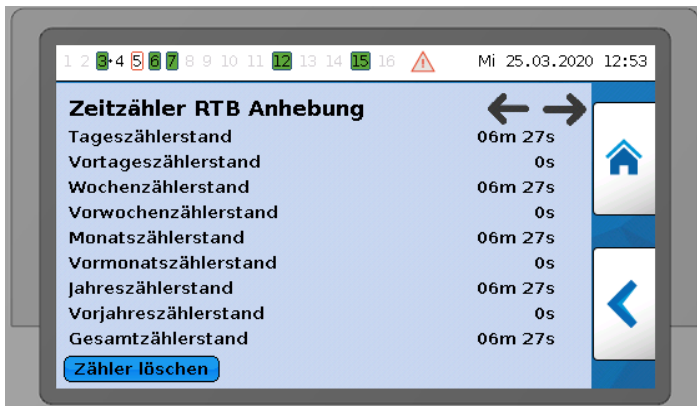 1 2 3 4 5 6 7 8 9 10 11 12 13 14 15 16 Mi 25.03.2020 12:53
Zeitzähler RTB Anhebung
Tageszählerstand 06m 27s
Vortageszählerstand 0s
Wochenzählerstand 06m 27s
Vorwochenzählerstand 0s
Monatszählerstand 06m 27s
Vormonatszählerstand 0s
Jahreszählerstand 06m 27s
Vorjahreszählerstand 0s
Gesamtzählerstand 06m 27s
Zähler löschen